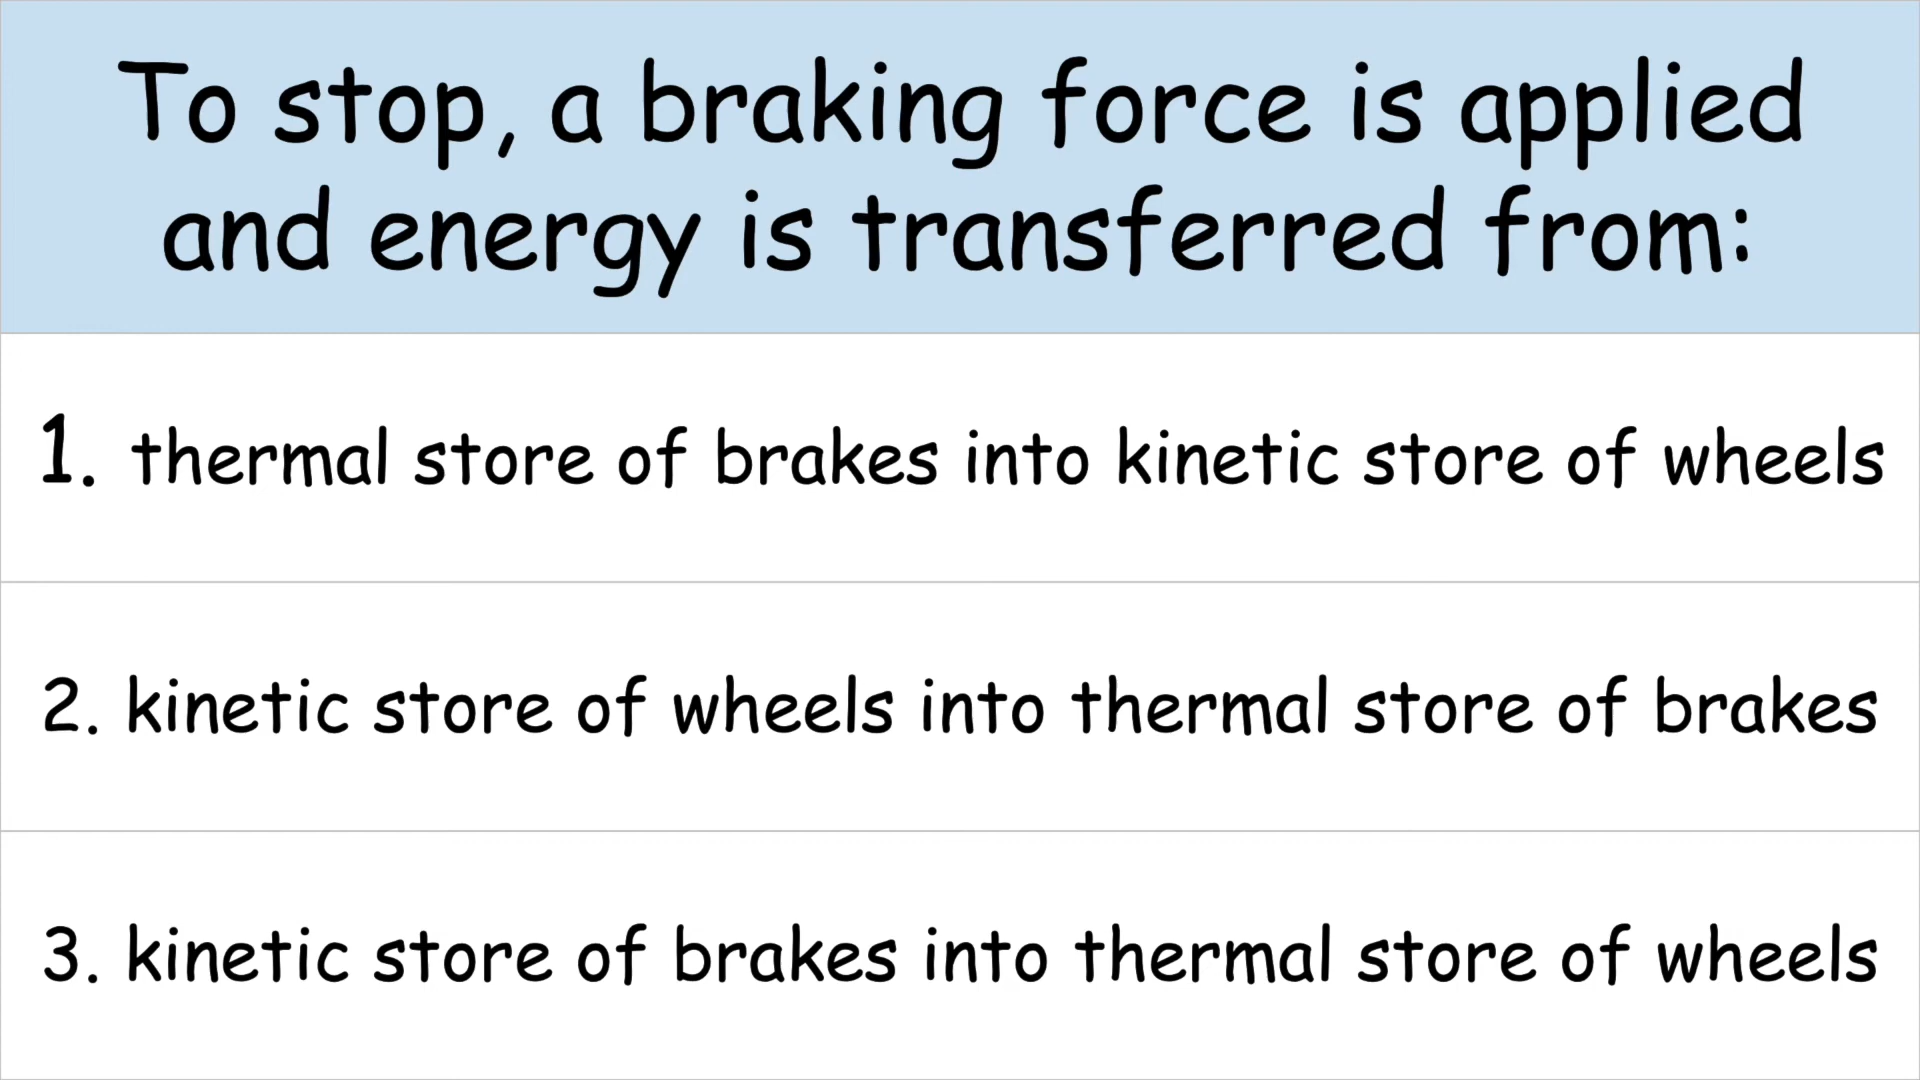 To stop, a braking force is applied
and energy is transferred from:
1. thermal store of brakes into kinetic store of wheels
2. kinetic store of wheels into thermal store of brakes
3. kinetic store of brakes into thermal store of wheels